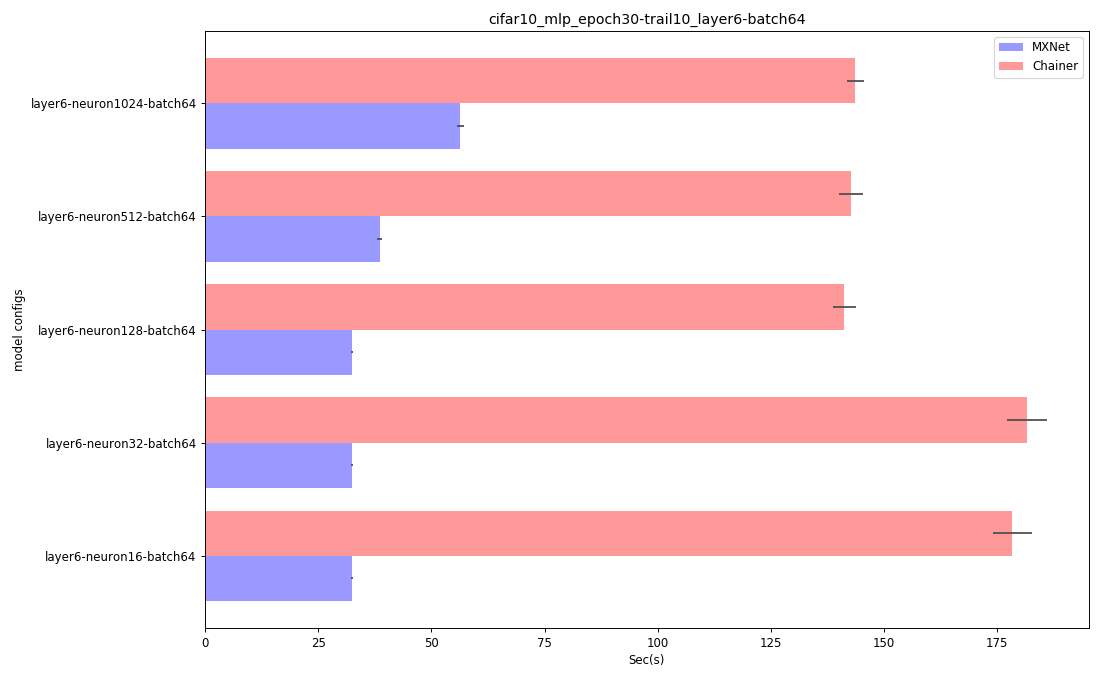 cifar10_mlp_epoch30-trail10_layer6-batch64
MXNet
Chainer
layer6-neuron1024-batch64
layer6-neuron512-batch64
layer6-neuron128-batch64
layer6-neuron32-batch64
layer6-neuron16-batch64
model configs
0 25 50 75 100 125 150 175
Sec(s)